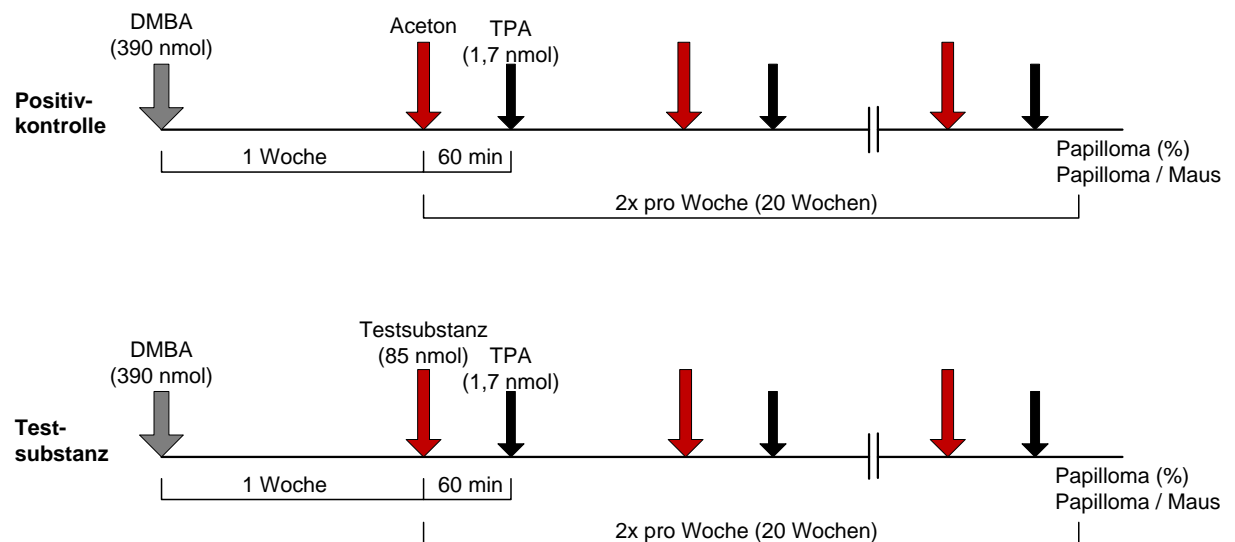 DMBA
(390 nmol)
Aceton
TPA
(1,7 nmol)
Positiv-
kontrolle
1 Woche
60 min
Papilloma (%)
Papilloma / Maus
2x pro Woche (20 Wochen)
DMBA
(390 nmol)
Testsubstanz
(85 nmol)
TPA
(1,7 nmol)
Test-
substanz
1 Woche
60 min
Papilloma (%)
Papilloma / Maus
2x pro Woche (20 Wochen)